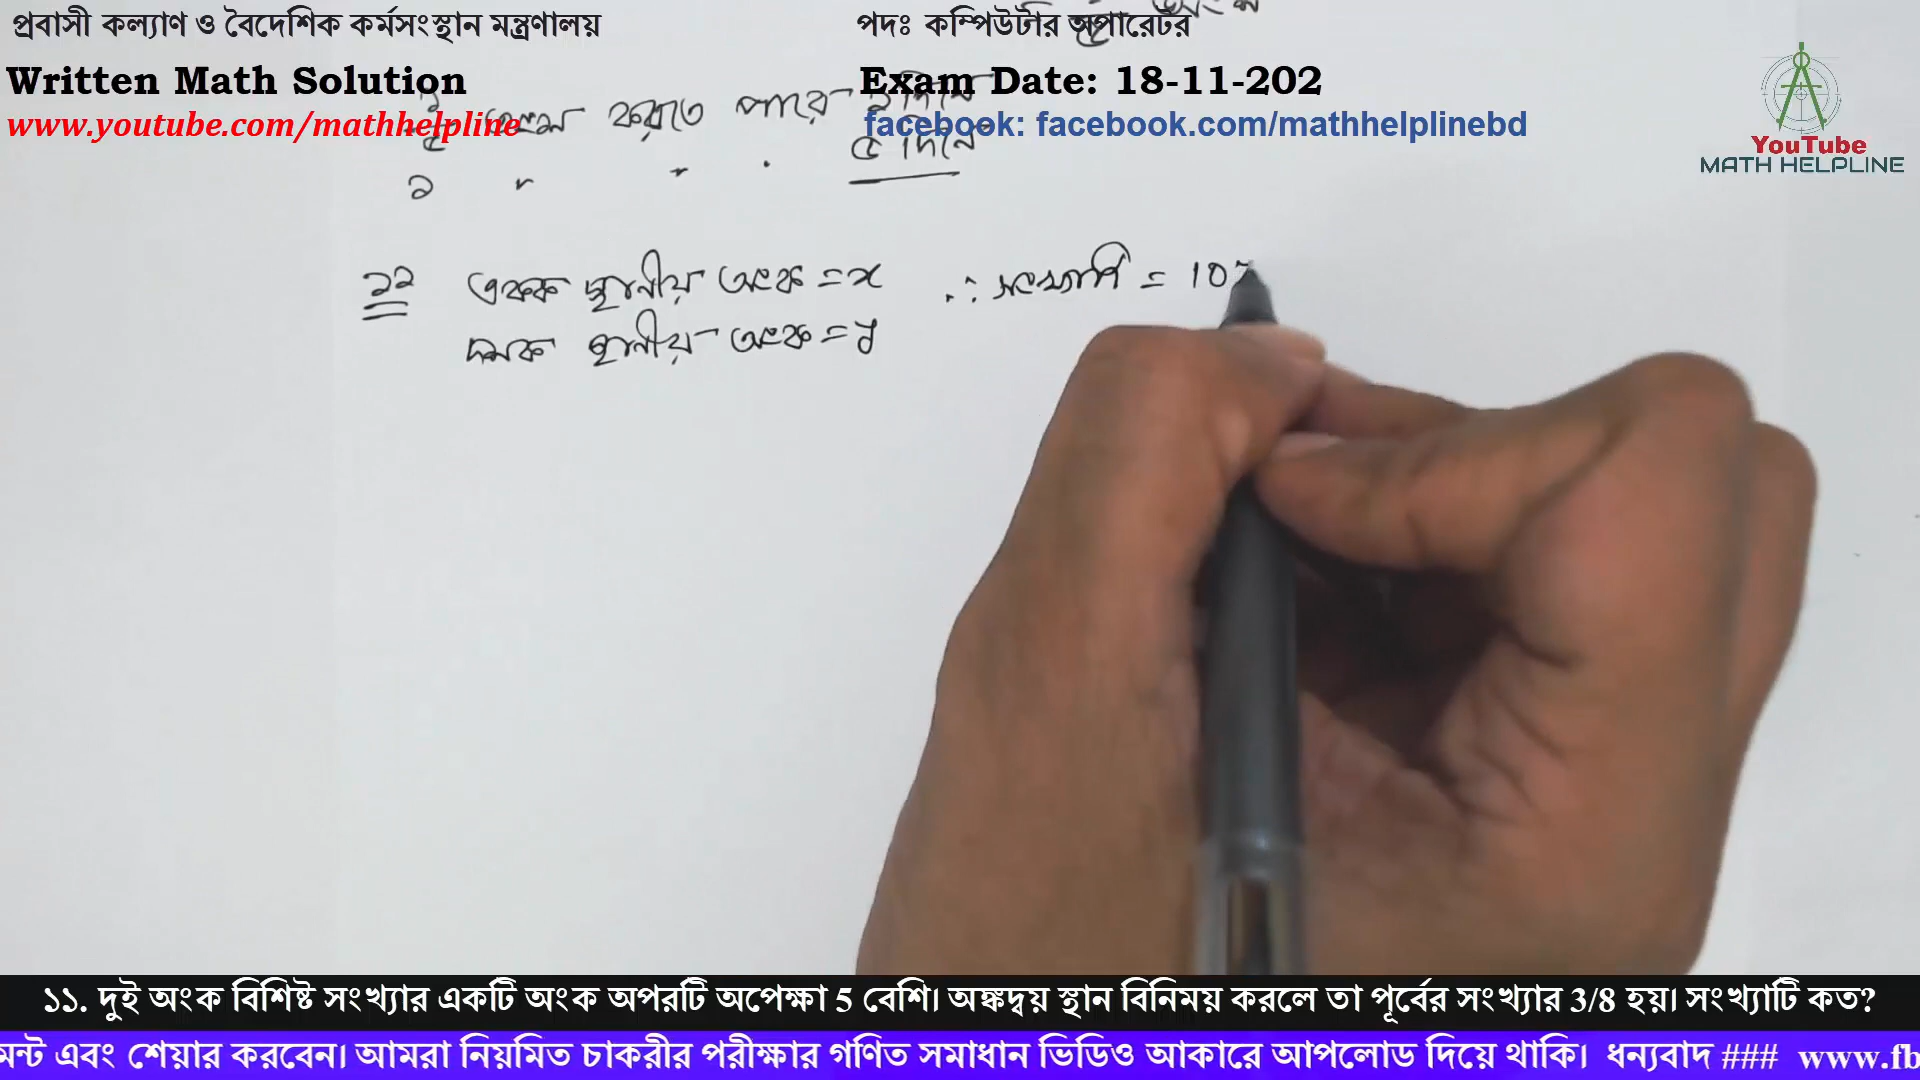 প্রবাসী কল্যাণ ও বৈদেশিক কর্মসংস্থান মন্ত্রণালয়
পদঃ কম্পিউটার অপারেটর
Written Math Solution
Exam Date: 18-11-202
www.youtube.com/mathhelpline
facebook: facebook.com/mathhelplinebd
YouTube
MATH HELPLINE
করতে পারে
৫ দিনে
১ " " "
১১ একক স্থানীয় অংক = x ∴ সংখ্যাটি = 10
দশক স্থানীয় অংক = y
১১. দুই অংক বিশিষ্ট সংখ্যার একটি অংক অপরটি অপেক্ষা 5 বেশি। অঙ্কদ্বয় স্থান বিনিময় করলে তা পূর্বের সংখ্যার 3/8 হয়। সংখ্যাটি কত?
মেন্ট এবং শেয়ার করবেন। আমরা নিয়মিত চাকরীর পরীক্ষার গণিত সমাধান ভিডিও আকারে আপলোড দিয়ে থাকি। ধন্যবাদ ### www.fb